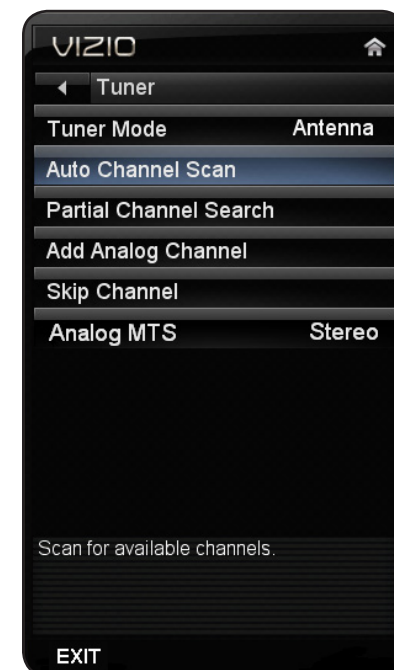 VIZIO
Tuner
Tuner Mode Antenna
Auto Channel Scan
Partial Channel Search
Add Analog Channel
Skip Channel
Analog MTS Stereo
Scan for available channels.
EXIT